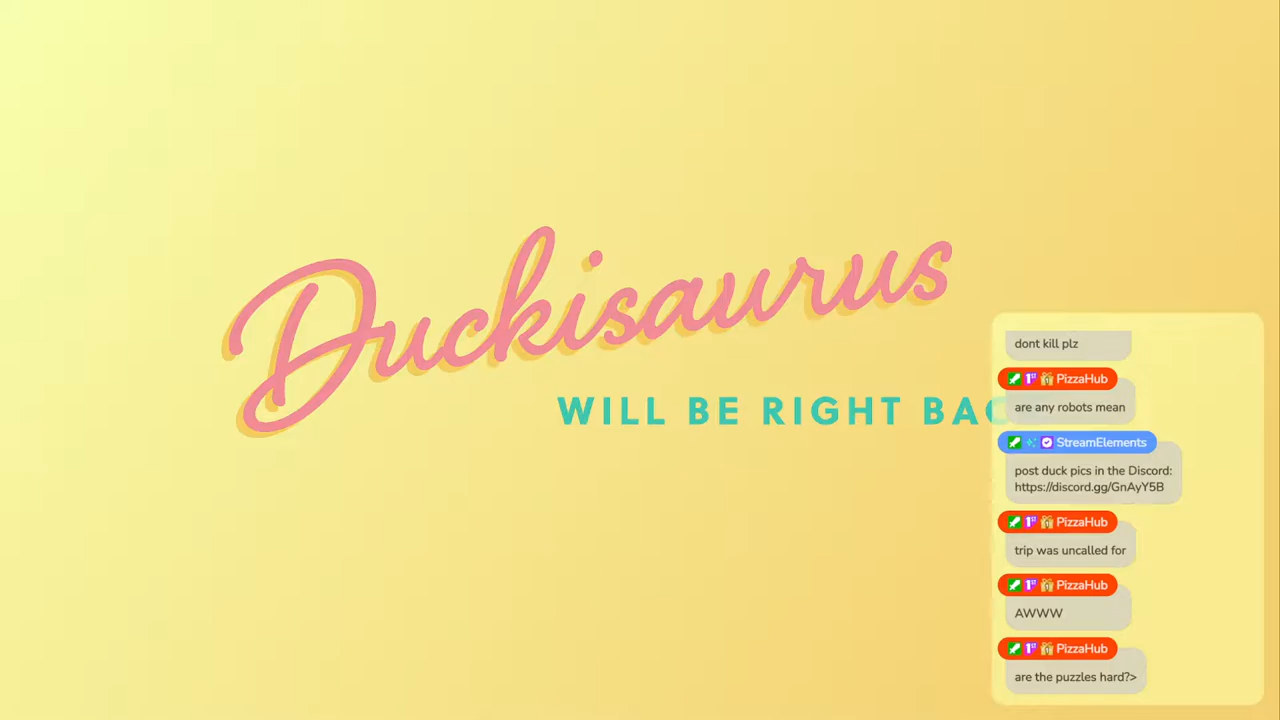 Duckisaurus
WILL BE RIGHT BAC
dont kill plz
PizzaHub
are any robots mean
StreamElements
post duck pics in the Discord:
https://discord.gg/GnAyY5B
PizzaHub
trip was uncalled for
PizzaHub
AWWW
PizzaHub
are the puzzles hard?>